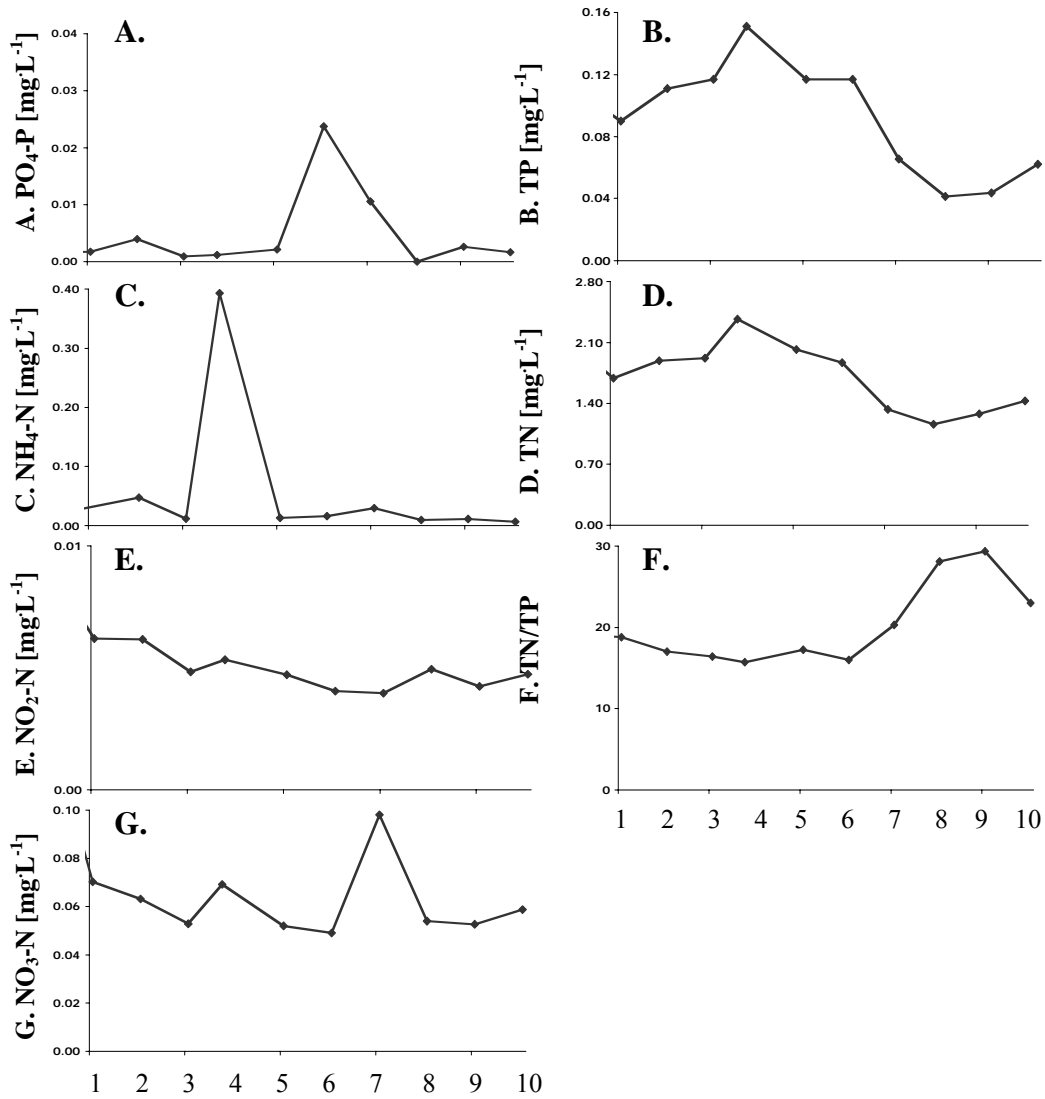 A. PO₄-P [mg·L⁻¹]
A.
0.04
0.03
0.02
0.01
0.00
B. TP [mg·L⁻¹]
B.
0.16
0.12
0.08
0.04
0.00
C. NH₄-N [mg·L⁻¹]
C.
0.40
0.30
0.20
0.10
0.00
D. TN [mg·L⁻¹]
D.
2.80
2.10
1.40
0.70
0.00
E. NO₂-N [mg·L⁻¹]
E.
0.01
0.00
F. TN/TP
F.
30
20
10
0
1 2 3 4 5 6 7 8 9 10
G. NO₃-N [mg·L⁻¹]
G.
0.10
0.08
0.06
0.04
0.02
0.00
1 2 3 4 5 6 7 8 9 10